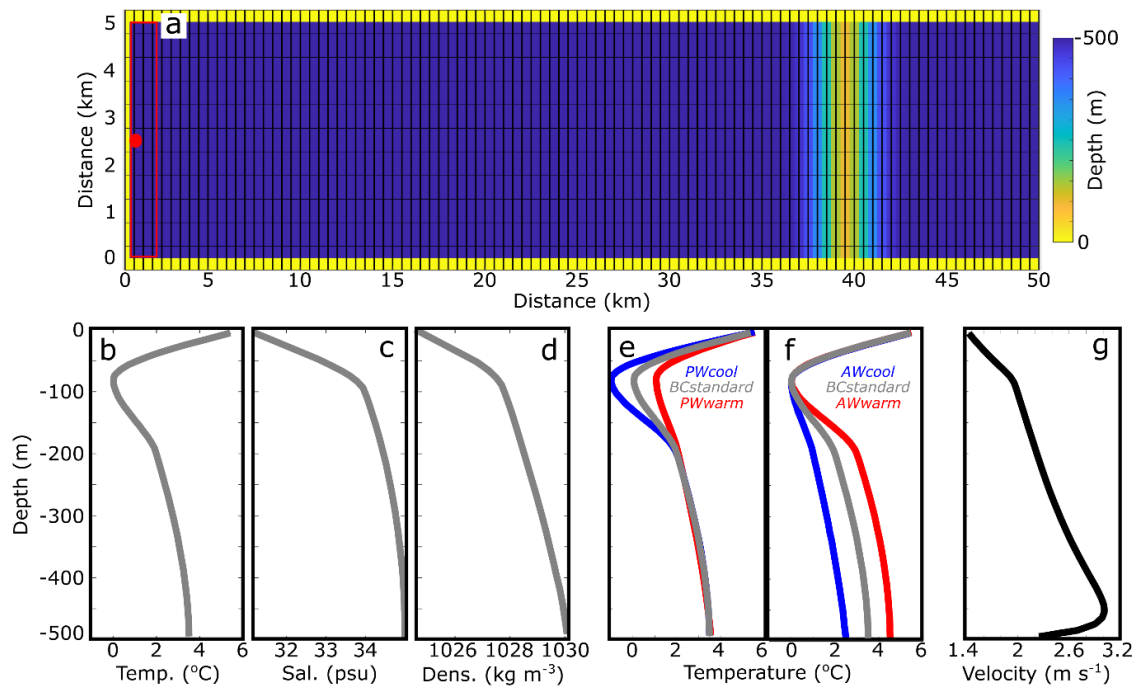 a
5
4
3
2
1
0
Distance (km)
0
5
10
15
20
25
30
35
40
45
50
Distance (km)
-500
0
Depth (m)
b
c
d
e
f
g
PWcool
BCstandard
PWwarm
AWcool
BCstandard
AWwarm
0
-100
-200
-300
-400
-500
Depth (m)
0 2 4 6
Temp. (°C)
32 33 34
Sal. (psu)
1026 1028 1030
Dens. (kg m⁻³)
0 2 4 6
0 2 4 6
Temperature (°C)
1.4 2 2.6 3.2
Velocity (m s⁻¹)